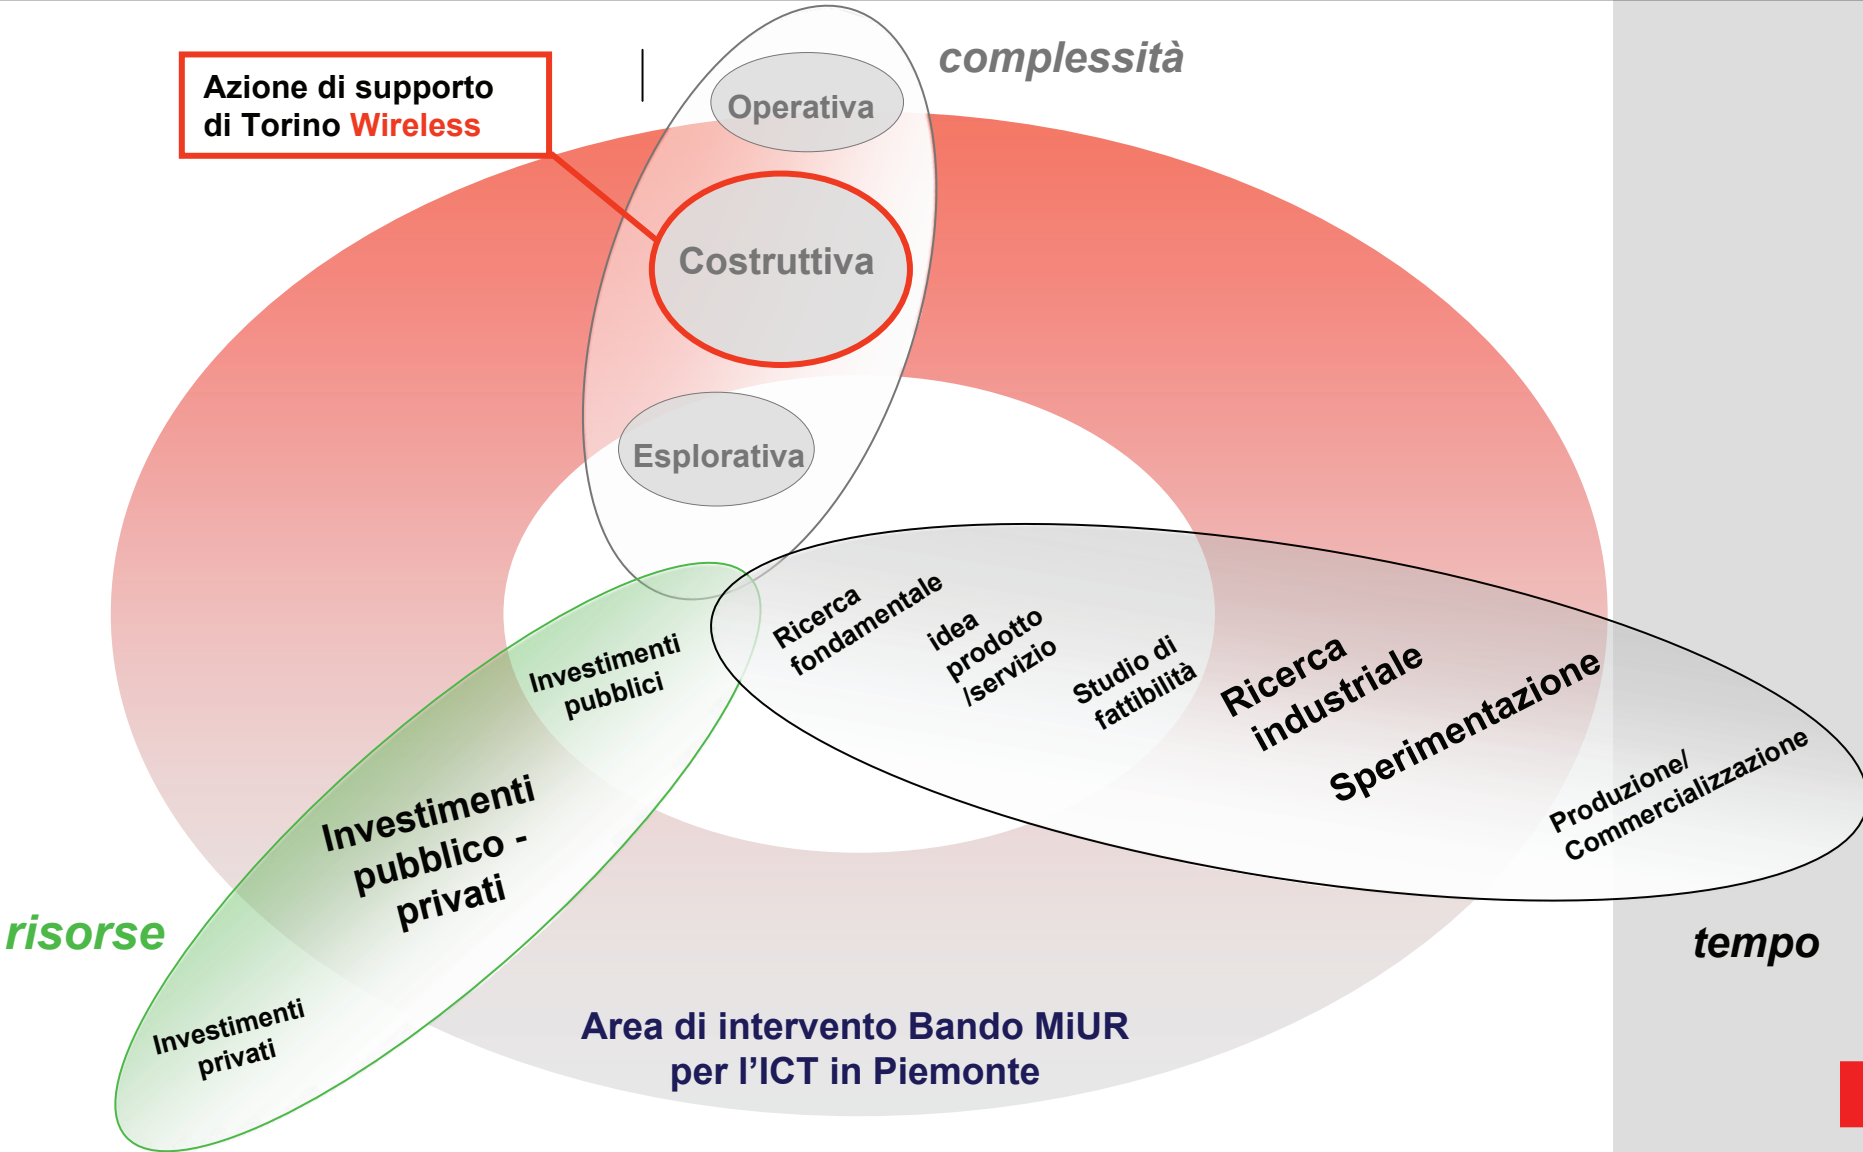 complessità
Azione di supporto
di Torino Wireless
Operativa
Costruttiva
Esplorativa
Ricerca
fondamentale
idea
prodotto
/servizio
Studio di
fattibilità
Ricerca
industriale
Sperimentazione
Produzione/
Commercializzazione
Investimenti
pubblici
Investimenti
pubblico -
privati
Investimenti
privati
risorse
tempo
Area di intervento Bando MiUR
per l’ICT in Piemonte